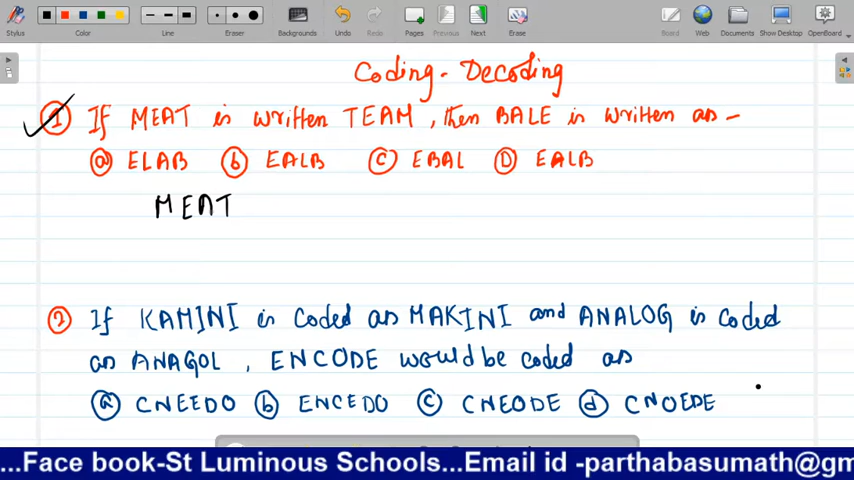 Stylus
Color
Line
Eraser
Backgrounds
Undo
Redo
Pages
Previous
Next
Erase
Board
Web
Documents
Show Desktop
OpenBoard
Coding - Decoding
1 If MEAT is written TEAM, then BALE is written as -
a ELAB b EALB c EBAL D EALB
MEAT
2 If KAMINI is coded as MAKINI and ANALOG is coded
as ANAGOL, ENCODE would be coded as
a CNEEDO b ENCEDO c CNEODE d CNOEDE
...Face book-St Luminous Schools...Email id -parthabasumath@gm